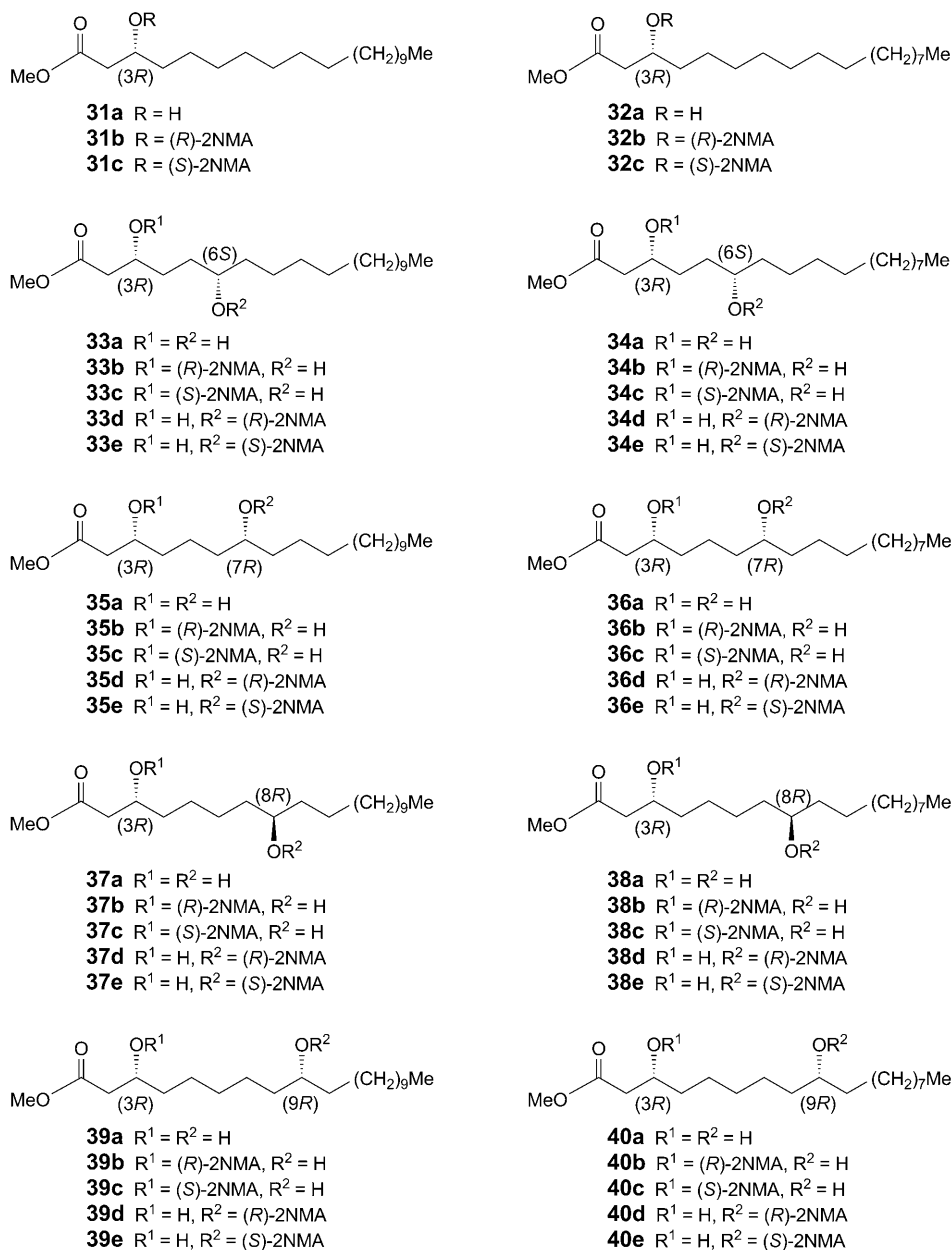 O OR
MeO (3R) (CH2)9Me
31a R = H
31b R = (R)-2NMA
31c R = (S)-2NMA
O OR
MeO (3R) (CH2)7Me
32a R = H
32b R = (R)-2NMA
32c R = (S)-2NMA
O OR¹ (6S)
MeO (3R) (CH2)9Me
OR²
33a R¹ = R² = H
33b R¹ = (R)-2NMA, R² = H
33c R¹ = (S)-2NMA, R² = H
33d R¹ = H, R² = (R)-2NMA
33e R¹ = H, R² = (S)-2NMA
O OR¹ (6S)
MeO (3R) (CH2)7Me
OR²
34a R¹ = R² = H
34b R¹ = (R)-2NMA, R² = H
34c R¹ = (S)-2NMA, R² = H
34d R¹ = H, R² = (R)-2NMA
34e R¹ = H, R² = (S)-2NMA
O OR¹ OR²
MeO (3R) (7R) (CH2)9Me
35a R¹ = R² = H
35b R¹ = (R)-2NMA, R² = H
35c R¹ = (S)-2NMA, R² = H
35d R¹ = H, R² = (R)-2NMA
35e R¹ = H, R² = (S)-2NMA
O OR¹ OR²
MeO (3R) (7R) (CH2)7Me
36a R¹ = R² = H
36b R¹ = (R)-2NMA, R² = H
36c R¹ = (S)-2NMA, R² = H
36d R¹ = H, R² = (R)-2NMA
36e R¹ = H, R² = (S)-2NMA
O OR¹ (8R)
MeO (3R) (CH2)9Me
OR²
37a R¹ = R² = H
37b R¹ = (R)-2NMA, R² = H
37c R¹ = (S)-2NMA, R² = H
37d R¹ = H, R² = (R)-2NMA
37e R¹ = H, R² = (S)-2NMA
O OR¹ (8R)
MeO (3R) (CH2)7Me
OR²
38a R¹ = R² = H
38b R¹ = (R)-2NMA, R² = H
38c R¹ = (S)-2NMA, R² = H
38d R¹ = H, R² = (R)-2NMA
38e R¹ = H, R² = (S)-2NMA
O OR¹ OR²
MeO (3R) (9R) (CH2)9Me
39a R¹ = R² = H
39b R¹ = (R)-2NMA, R² = H
39c R¹ = (S)-2NMA, R² = H
39d R¹ = H, R² = (R)-2NMA
39e R¹ = H, R² = (S)-2NMA
O OR¹ OR²
MeO (3R) (9R) (CH2)7Me
40a R¹ = R² = H
40b R¹ = (R)-2NMA, R² = H
40c R¹ = (S)-2NMA, R² = H
40d R¹ = H, R² = (R)-2NMA
40e R¹ = H, R² = (S)-2NMA